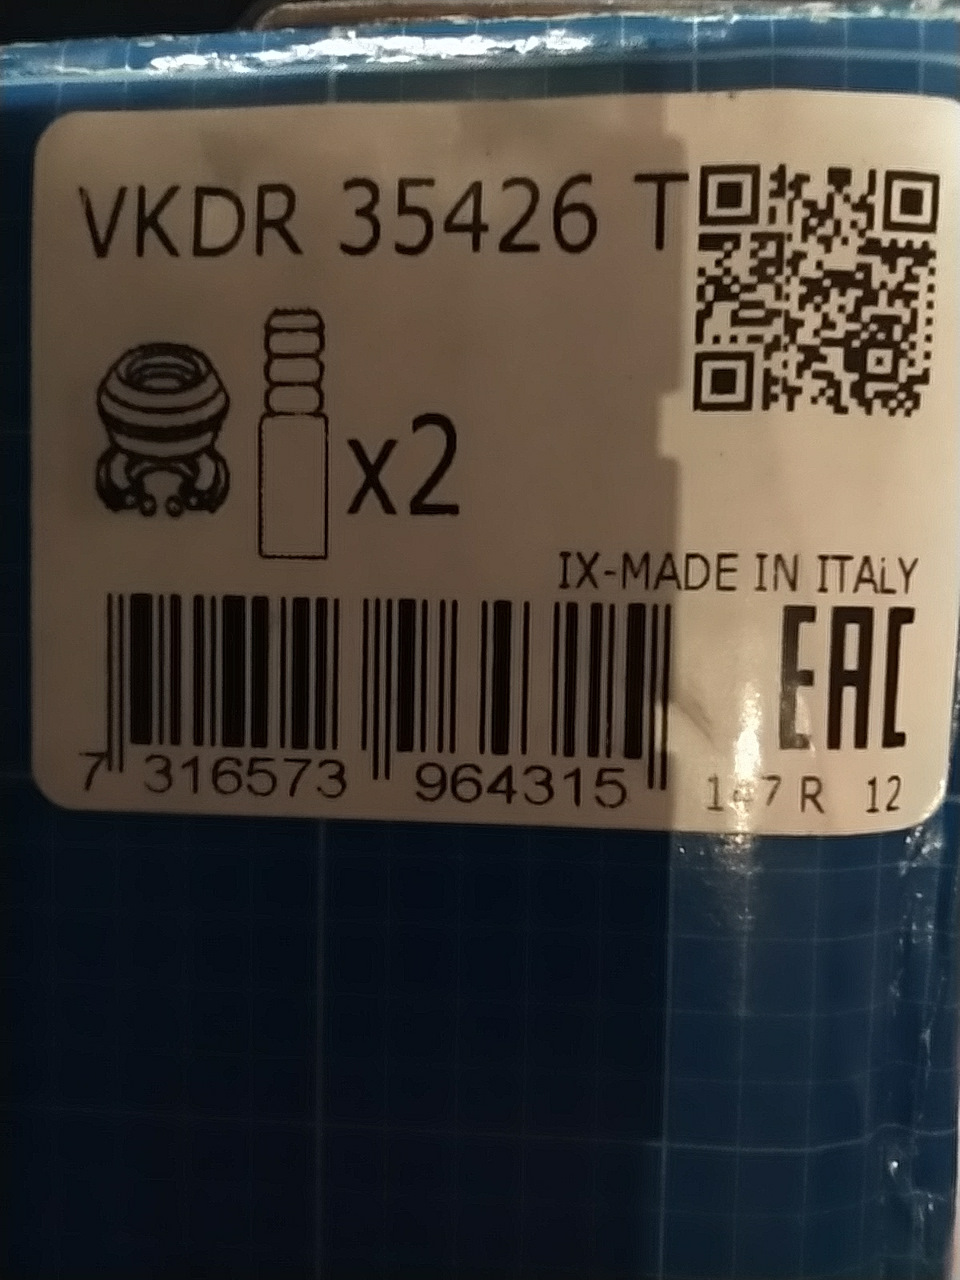 VKDR 35426 T
x2
IX-MADE IN ITALY
EAC
7 316573 964315
R 12